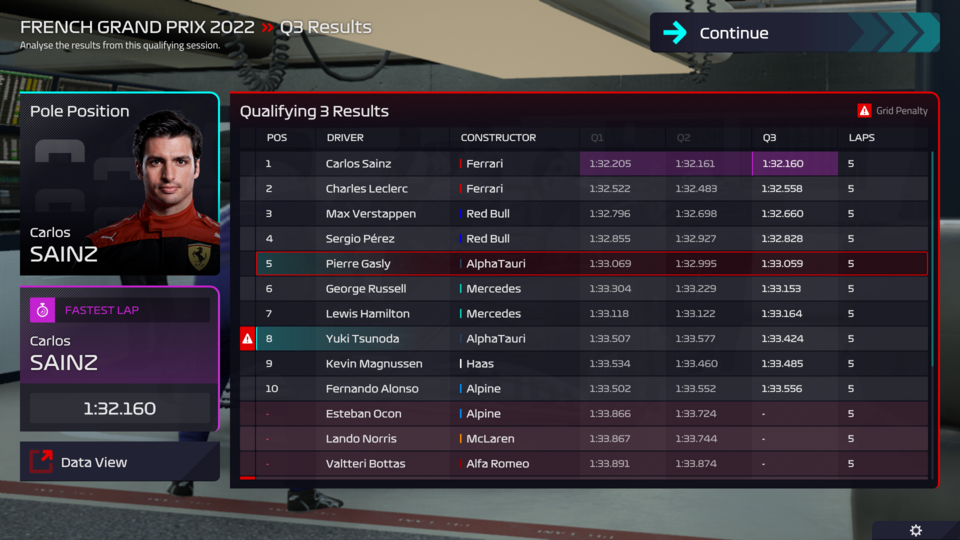 FRENCH GRAND PRIX 2022 » Q3 Results
Analyse the results from this qualifying session.
Continue
Pole Position
Carlos
SAINZ
FASTEST LAP
Carlos
SAINZ
1:32.160
Data View
Qualifying 3 Results
Grid Penalty
POS DRIVER CONSTRUCTOR Q1 Q2 Q3 LAPS
1 Carlos Sainz Ferrari 1:32.205 1:32.161 1:32.160 5
2 Charles Leclerc Ferrari 1:32.522 1:32.483 1:32.558 5
3 Max Verstappen Red Bull 1:32.796 1:32.698 1:32.660 5
4 Sergio Pérez Red Bull 1:32.855 1:32.927 1:32.828 5
5 Pierre Gasly AlphaTauri 1:33.069 1:32.995 1:33.059 5
6 George Russell Mercedes 1:33.304 1:33.229 1:33.153 5
7 Lewis Hamilton Mercedes 1:33.118 1:33.122 1:33.164 5
8 Yuki Tsunoda AlphaTauri 1:33.507 1:33.577 1:33.424 5
9 Kevin Magnussen Haas 1:33.534 1:33.460 1:33.485 5
10 Fernando Alonso Alpine 1:33.502 1:33.552 1:33.556 5
- Esteban Ocon Alpine 1:33.866 1:33.724 - 5
- Lando Norris McLaren 1:33.867 1:33.744 - 5
- Valtteri Bottas Alfa Romeo 1:33.891 1:33.874 - 5